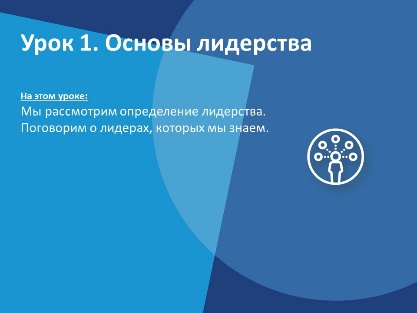 Урок 1. Основы лидерства
На этом уроке:
Мы рассмотрим определение лидерства.
Поговорим о лидерах, которых мы знаем.